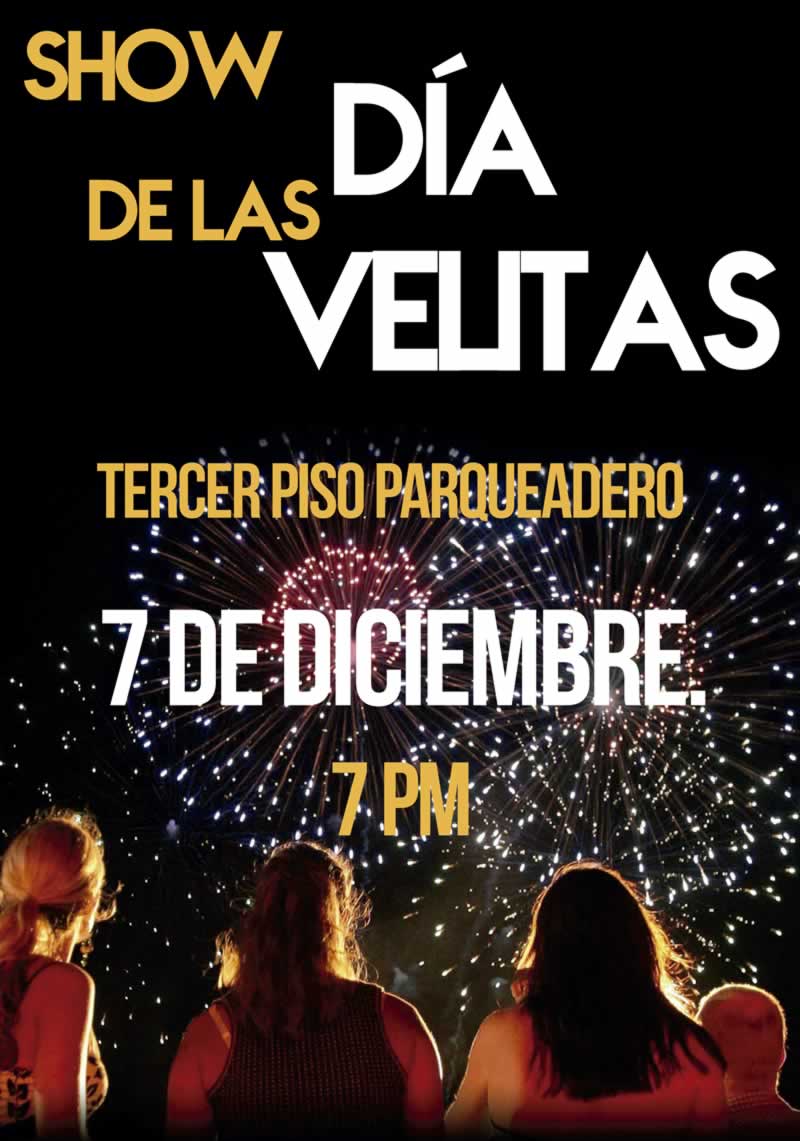 SHOW
DÍA
DE LAS
VELITAS
TERCER PISO PARQUEADERO
7 DE DICIEMBRE.
7 PM